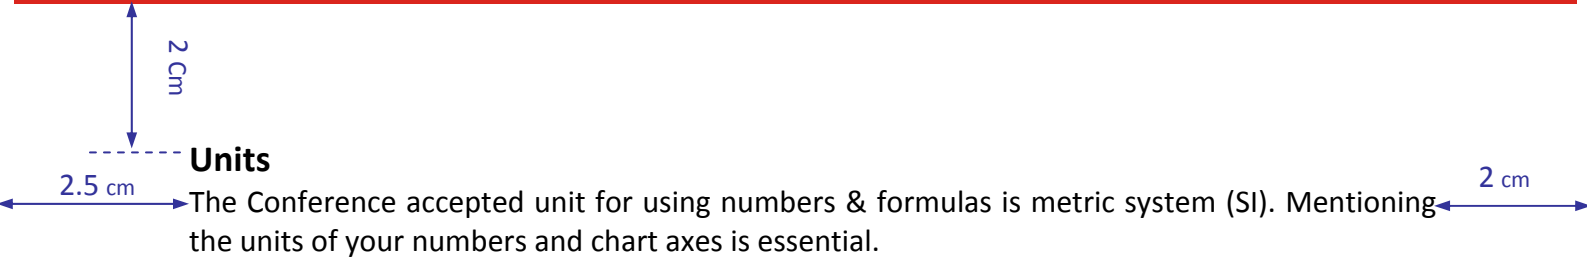 2 Cm
Units
2.5 cm
2 cm
The Conference accepted unit for using numbers & formulas is metric system (SI). Mentioning
the units of your numbers and chart axes is essential.